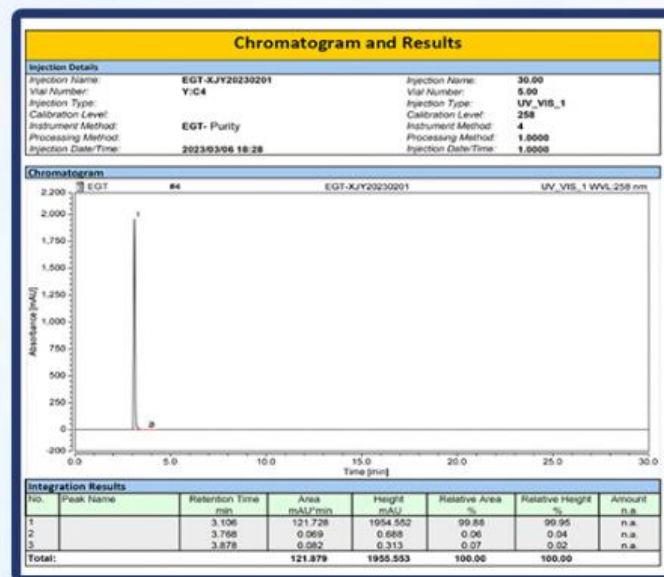 Chromatogram and Results
Injection Details
Injection Name: EGT-XJY20230201 Injection Name: 30.00
Vial Number: Y:C4 Vial Number: 5.00
Injection Type: Injection Type: UV_VIS_1
Calibration Level: Calibration Level: 258
Instrument Method: EGT- Purity Instrument Method: 4
Processing Method: Processing Method: 1.0000
Injection Date/Time: 2023/03/06 18:28 Injection Date/Time: 1.0000
Chromatogram
EGT #4 EGT-XJY20230201 UV_VIS_1 WVL:258 nm
2,200
2,000
1,750
1,500
1,250
1,000
750
500
250
0
-200
Absorbance [mAU]
1
0.0 5.0 10.0 15.0 20.0 25.0 30.0
Time [min]
Integration Results
No. Peak Name Retention Time Area Height Relative Area Relative Height Amount
min mAU*min mAU % % n.a.
1 3.106 121.728 1954.552 99.88 99.95 n.a.
2 3.768 0.069 0.688 0.06 0.04 n.a.
3 3.878 0.082 0.313 0.07 0.02 n.a.
Total: 121.879 1955.553 100.00 100.00